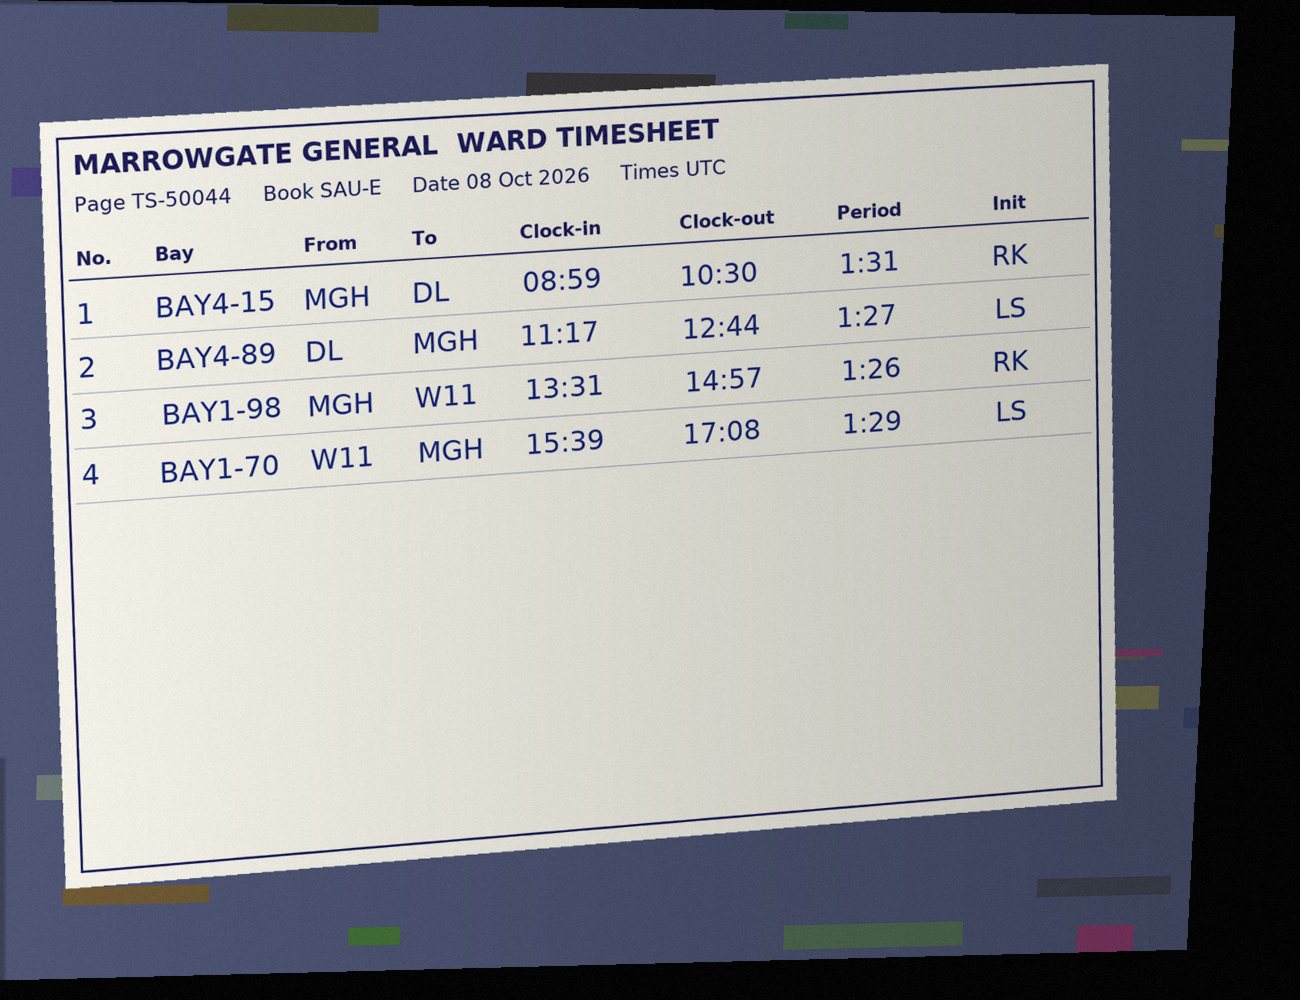 MARROWGATE GENERAL WARD TIMESHEET
Page TS-50044 Book SAU-E Date 08 Oct 2026 Times UTC
No. Bay From To Clock-in Clock-out Period Init
1 BAY4-15 MGH DL 08:59 10:30 1:31 RK
2 BAY4-89 DL MGH 11:17 12:44 1:27 LS
3 BAY1-98 MGH W11 13:31 14:57 1:26 RK
4 BAY1-70 W11 MGH 15:39 17:08 1:29 LS